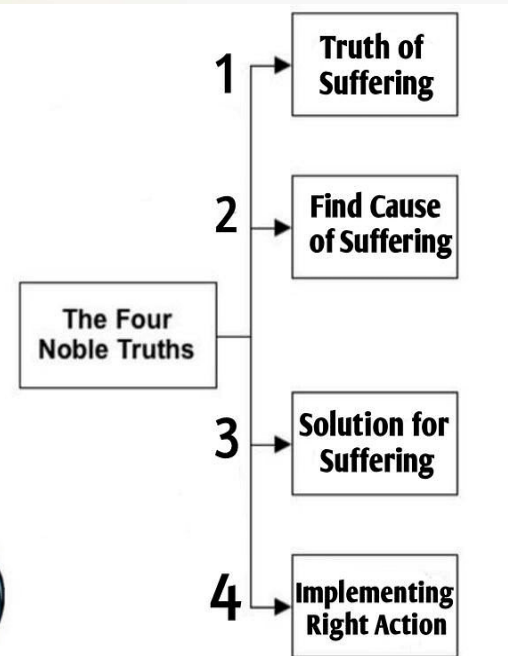 1
Truth of
Suffering
2
Find Cause
of Suffering
The Four
Noble Truths
3
Solution for
Suffering
4
Implementing
Right Action